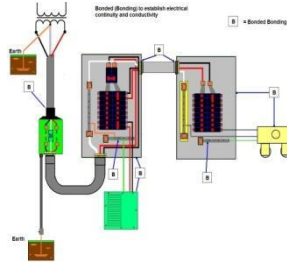 Bonded (Bonding) to establish electrical
continuity and conductivity
B = Bonded Bonding
Earth
B
B
B
B
B
B
B
Earth